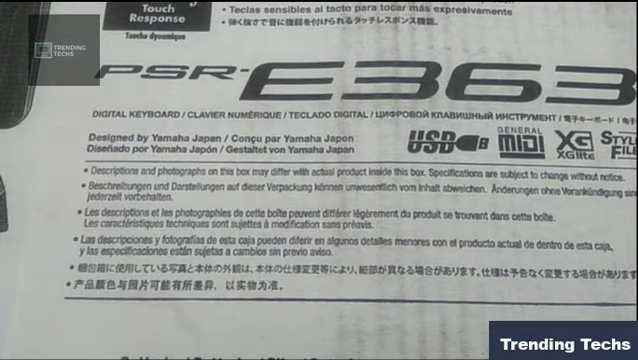 • Teclas sensibles al tacto para tocar más expresivamente
Touch
Response
• 弾く強さで音に強弱を付けられるタッチレスポンス機能。
Touche dynamique
TRENDING
TECHS
PSR-E363
DIGITAL KEYBOARD / CLAVIER NUMÉRIQUE / TECLADO DIGITAL / ЦИФРОВОЙ КЛАВИШНЫЙ ИНСТРУМЕНТ / 電子キーボード / 电子
Designed by Yamaha Japan / Conçu par Yamaha Japon
Diseñado por Yamaha Japón / Gestaltet von Yamaha Japan
USB
GENERAL
MIDI
XG
XGlite
STYLE
FILE
• Descriptions and photographs on this box may differ with actual product inside this box. Specifications are subject to change without notice.
• Beschreibungen und Darstellungen auf dieser Verpackung können unwesentlich vom Inhalt abweichen. Änderungen ohne Vorankündigung sin
jederzeit vorbehalten.
• Les descriptions et les photographies de cette boîte peuvent différer légèrement du produit se trouvant dans cette boîte.
Les caractéristiques techniques sont sujettes à modification sans préavis.
• Las descripciones y fotografías de esta caja pueden diferir en algunos detalles menores con el producto actual de dentro de esta caja,
y las especificaciones están sujetas a cambios sin previo aviso.
• 梱包箱に使用している写真と本体の外観は、本体の仕様変更等により、細部が異なる場合があります。仕様は予告なく変更する場合があります
• 产品颜色与照片可能有所差异，以实物为准。
Trending Techs